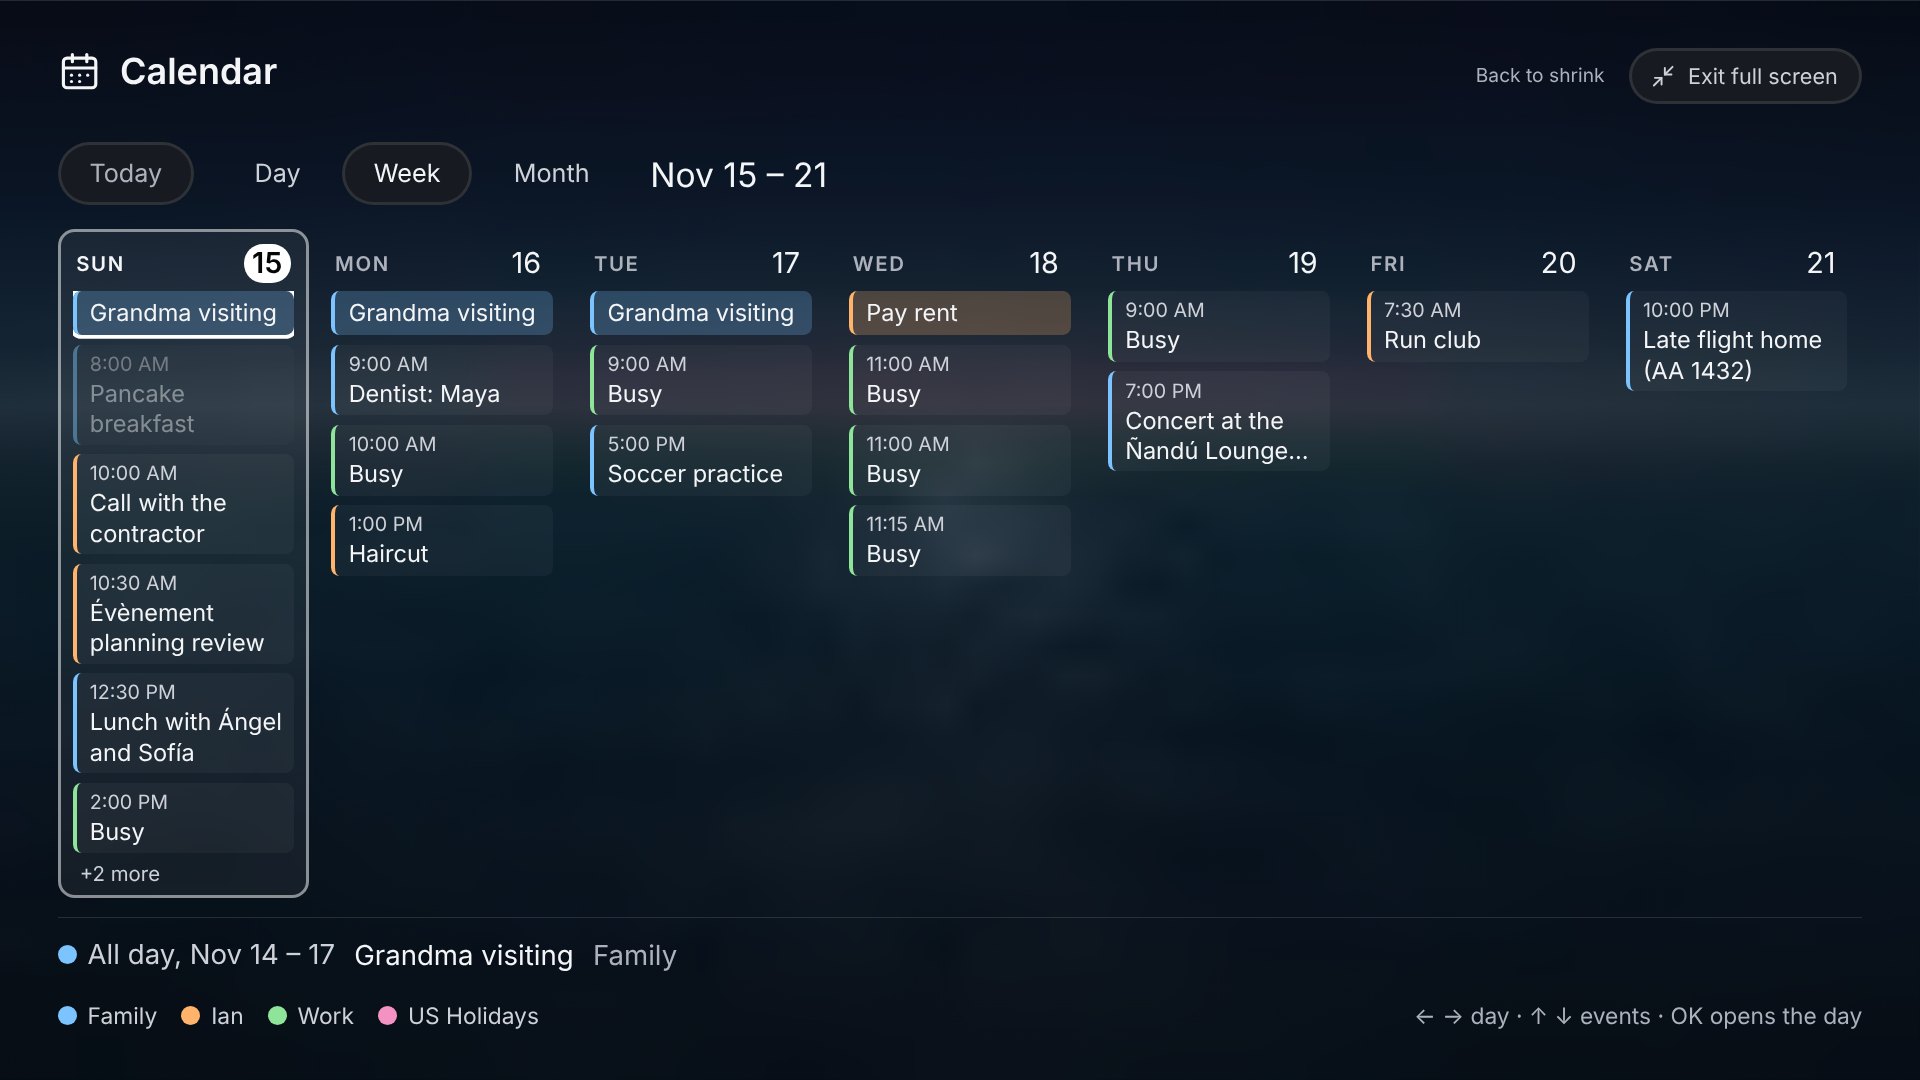 Calendar
Back to shrink
Exit full screen
Today
Day
Week
Month
Nov 15 – 21
SUN 15
Grandma visiting
8:00 AM
Pancake
breakfast
10:00 AM
Call with the
contractor
10:30 AM
Évènement
planning review
12:30 PM
Lunch with Ángel
and Sofía
2:00 PM
Busy
+2 more
MON 16
Grandma visiting
9:00 AM
Dentist: Maya
10:00 AM
Busy
1:00 PM
Haircut
TUE 17
Grandma visiting
9:00 AM
Busy
5:00 PM
Soccer practice
WED 18
Pay rent
11:00 AM
Busy
11:00 AM
Busy
11:15 AM
Busy
THU 19
9:00 AM
Busy
7:00 PM
Concert at the
Ñandú Lounge...
FRI 20
7:30 AM
Run club
SAT 21
10:00 PM
Late flight home
(AA 1432)
All day, Nov 14 – 17 Grandma visiting Family
Family Ian Work US Holidays
← → day · ↑ ↓ events · OK opens the day